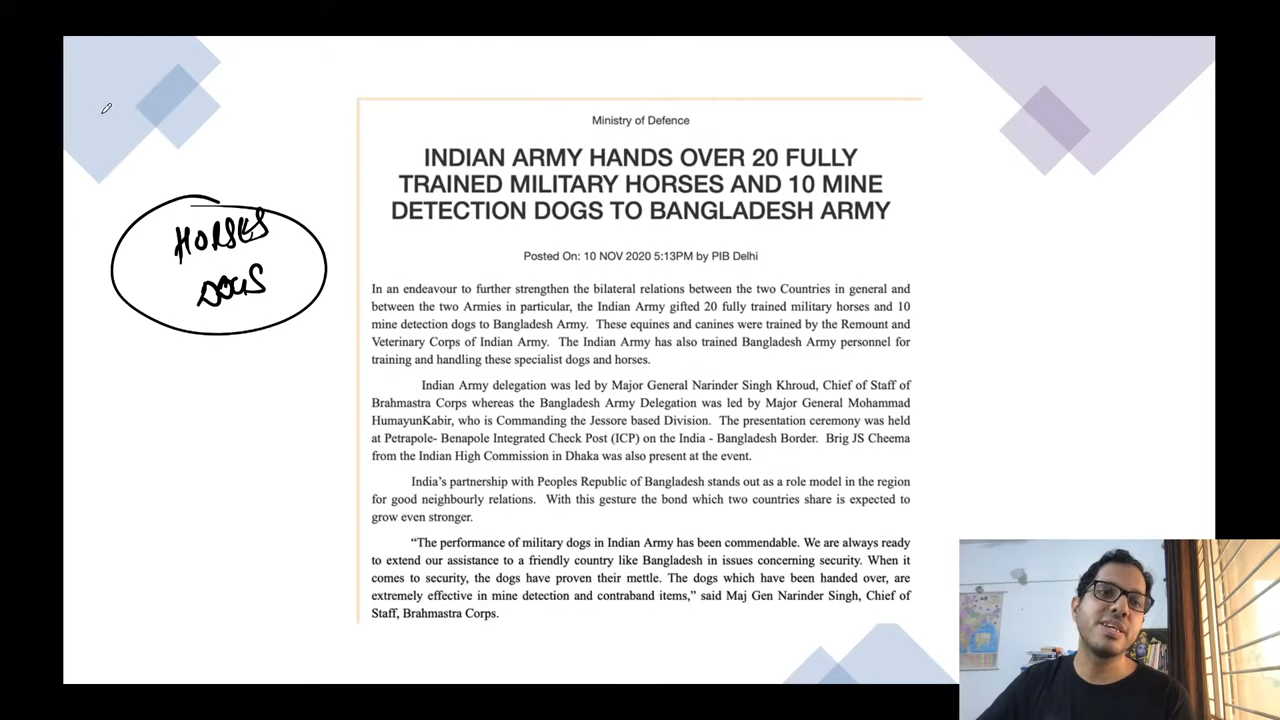 HORSES
DOGS
Ministry of Defence
INDIAN ARMY HANDS OVER 20 FULLY
TRAINED MILITARY HORSES AND 10 MINE
DETECTION DOGS TO BANGLADESH ARMY
Posted On: 10 NOV 2020 5:13PM by PIB Delhi
In an endeavour to further strengthen the bilateral relations between the two Countries in general and
between the two Armies in particular, the Indian Army gifted 20 fully trained military horses and 10
mine detection dogs to Bangladesh Army. These equines and canines were trained by the Remount and
Veterinary Corps of Indian Army. The Indian Army has also trained Bangladesh Army personnel for
training and handling these specialist dogs and horses.
Indian Army delegation was led by Major General Narinder Singh Khroud, Chief of Staff of
Brahmastra Corps whereas the Bangladesh Army Delegation was led by Major General Mohammad
HumayunKabir, who is Commanding the Jessore based Division. The presentation ceremony was held
at Petrapole- Benapole Integrated Check Post (ICP) on the India - Bangladesh Border. Brig JS Cheema
from the Indian High Commission in Dhaka was also present at the event.
India's partnership with Peoples Republic of Bangladesh stands out as a role model in the region
for good neighbourly relations. With this gesture the bond which two countries share is expected to
grow even stronger.
“The performance of military dogs in Indian Army has been commendable. We are always ready
to extend our assistance to a friendly country like Bangladesh in issues concerning security. When it
comes to security, the dogs have proven their mettle. The dogs which have been handed over, are
extremely effective in mine detection and contraband items,” said Maj Gen Narinder Singh, Chief of
Staff, Brahmastra Corps.